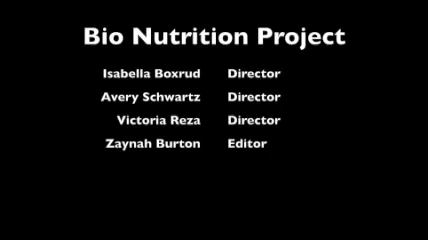 Bio Nutrition Project
Isabella Boxrud Director
Avery Schwartz Director
Victoria Reza Director
Zaynah Burton Editor